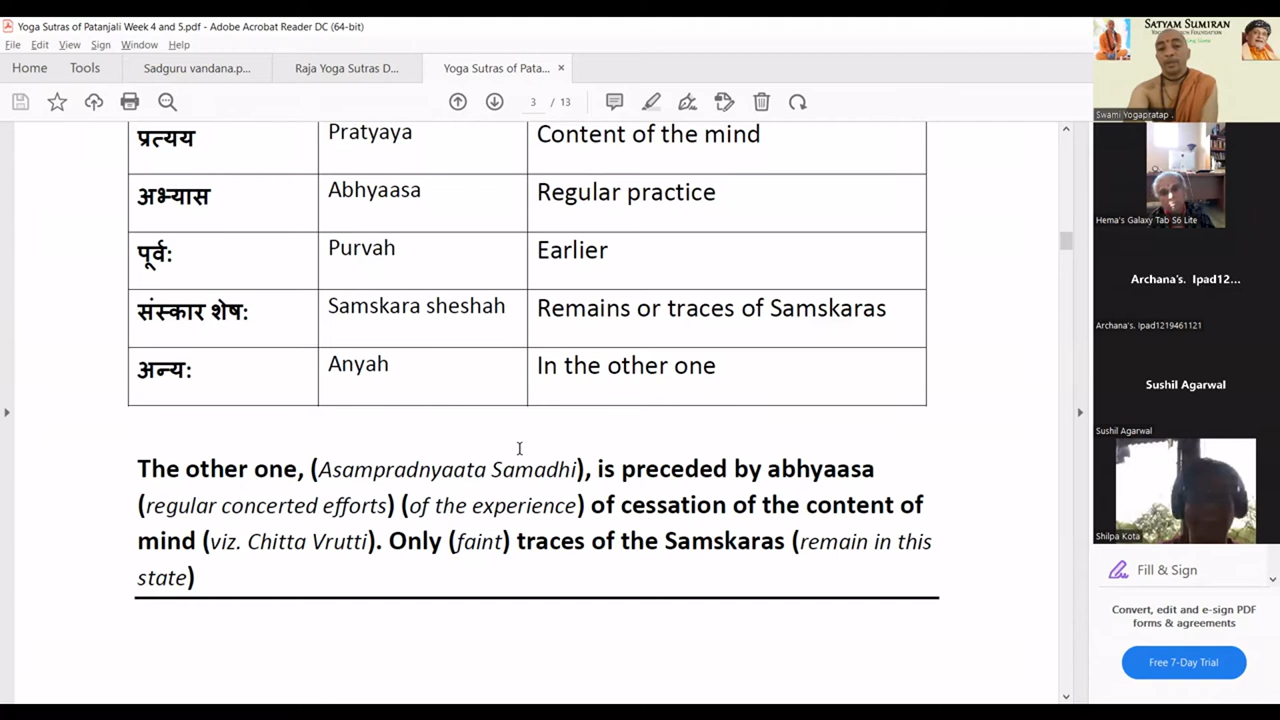 Yoga Sutras of Patanjali Week 4 and 5.pdf - Adobe Acrobat Reader DC (64-bit)
File Edit View Sign Window Help
Home Tools Sadguru vandana.p... Raja Yoga Sutras D... Yoga Sutras of Pata... ×
3 / 13
प्रत्यय Pratyaya Content of the mind
अभ्यास Abhyaasa Regular practice
पूर्व: Purvah Earlier
संस्कार शेष: Samskara sheshah Remains or traces of Samskaras
अन्य: Anyah In the other one
The other one, (Asampradnyaata Samadhi), is preceded by abhyaasa
(regular concerted efforts) (of the experience) of cessation of the content of
mind (viz. Chitta Vrutti). Only (faint) traces of the Samskaras (remain in this
state)
SATYAM SUMIRAN
Swami Yogapratap .
Hema's Galaxy Tab S6 Lite
Archana's. Ipad12...
Archana's. Ipad1219461121
Sushil Agarwal
Sushil Agarwal
Shilpa Kota
Fill & Sign
Convert, edit and e-sign PDF
forms & agreements
Free 7-Day Trial